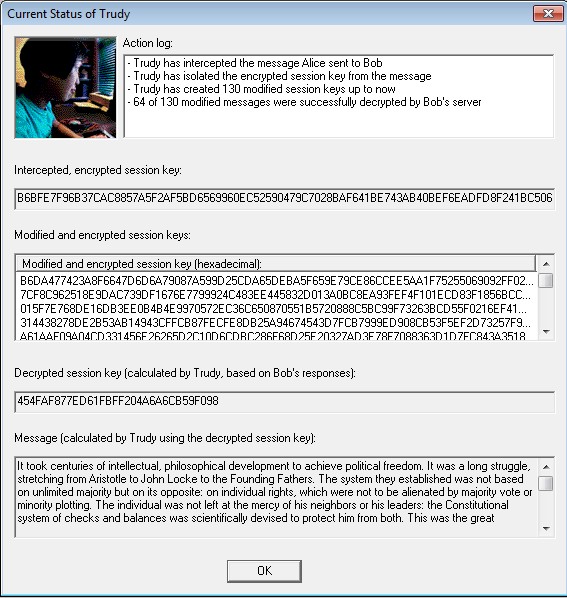 Current Status of Trudy
Action log:
- Trudy has intercepted the message Alice sent to Bob
- Trudy has isolated the encrypted session key from the message
- Trudy has created 130 modified session keys up to now
- 64 of 130 modified messages were successfully decrypted by Bob's server
Intercepted, encrypted session key:
B6BFE7F96B37CAC8857A5F2AF5BD6569960EC52590479C7028BAF641BE743AB40BEF6EADFD8F241BC506
Modified and encrypted session keys:
Modified and encrypted session key (hexadecimal):
B6DA477423A8F6647D6D6A79087A599D25CDA65DEBA5F659E79CE86CCEE5AA1F75255069092FF02...
7CF8C962518E9DAC739DF1676E7799924C483EE445832D013A0BC8EA93FEF4F101ECD83F1856BCC...
015F7E768DE16DB3EE0B4B4E9970572EC36C650870551B5720888C5BC99F73263BCD55F0216EF41...
314438278DE2B53AB14943CFFCB87FECFE8DB25A94674543D7FCB7999ED908CB53F5EF2D73257F9...
A61AAF09A04CD331456E26265D2C10D6CDBC286F68D25E20327AD3E78F7088363D1D7EC843A3518
Decrypted session key (calculated by Trudy, based on Bob's responses):
454FAF877ED61FBFF204A6A6CB59F098
Message (calculated by Trudy using the decrypted session key):
It took centuries of intellectual, philosophical development to achieve political freedom. It was a long struggle,
stretching from Aristotle to John Locke to the Founding Fathers. The system they established was not based
on unlimited majority but on its opposite: on individual rights, which were not to be alienated by majority vote or
minority plotting. The individual was not left at the mercy of his neighbors or his leaders: the Constitutional
system of checks and balances was scientifically devised to protect him from both. This was the great
OK